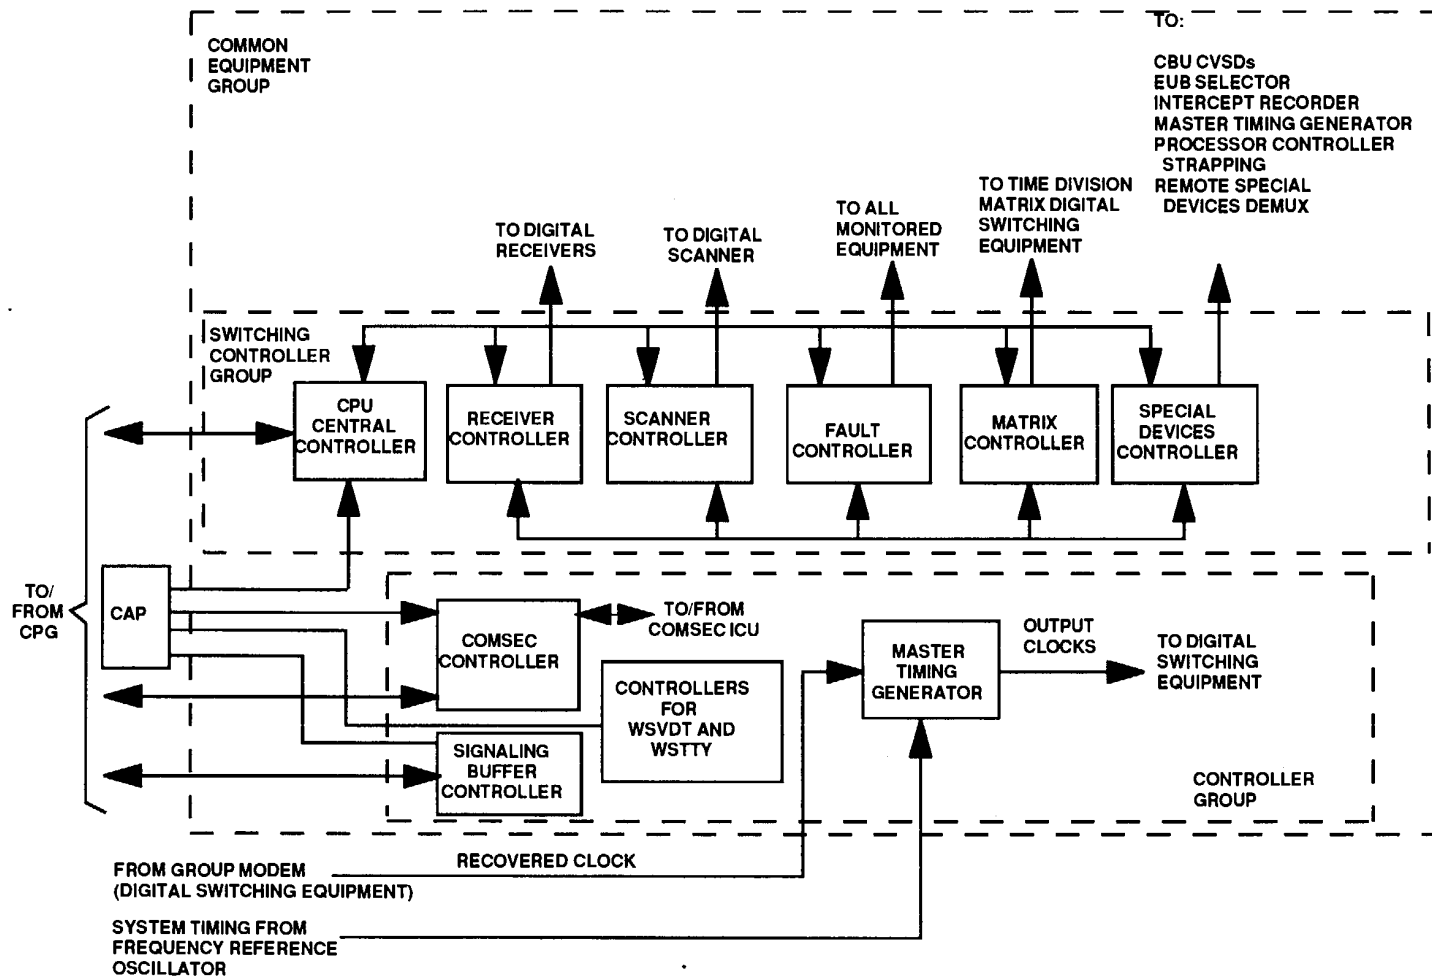 COMMON
EQUIPMENT
GROUP
TO:
CBU CVSDs
EUB SELECTOR
INTERCEPT RECORDER
MASTER TIMING GENERATOR
PROCESSOR CONTROLLER
STRAPPING
REMOTE SPECIAL
DEVICES DEMUX
TO DIGITAL
RECEIVERS
TO DIGITAL
SCANNER
TO ALL
MONITORED
EQUIPMENT
TO TIME DIVISION
MATRIX DIGITAL
SWITCHING
EQUIPMENT
SWITCHING
CONTROLLER
GROUP
CPU
CENTRAL
CONTROLLER
RECEIVER
CONTROLLER
SCANNER
CONTROLLER
FAULT
CONTROLLER
MATRIX
CONTROLLER
SPECIAL
DEVICES
CONTROLLER
TO/
FROM
CPG
CAP
COMSEC
CONTROLLER
TO/FROM
COMSEC ICU
CONTROLLERS
FOR
WSVDT AND
WSTTY
SIGNALING
BUFFER
CONTROLLER
MASTER
TIMING
GENERATOR
OUTPUT
CLOCKS
TO DIGITAL
SWITCHING
EQUIPMENT
CONTROLLER
GROUP
FROM GROUP MODEM
(DIGITAL SWITCHING EQUIPMENT)
RECOVERED CLOCK
SYSTEM TIMING FROM
FREQUENCY REFERENCE
OSCILLATOR